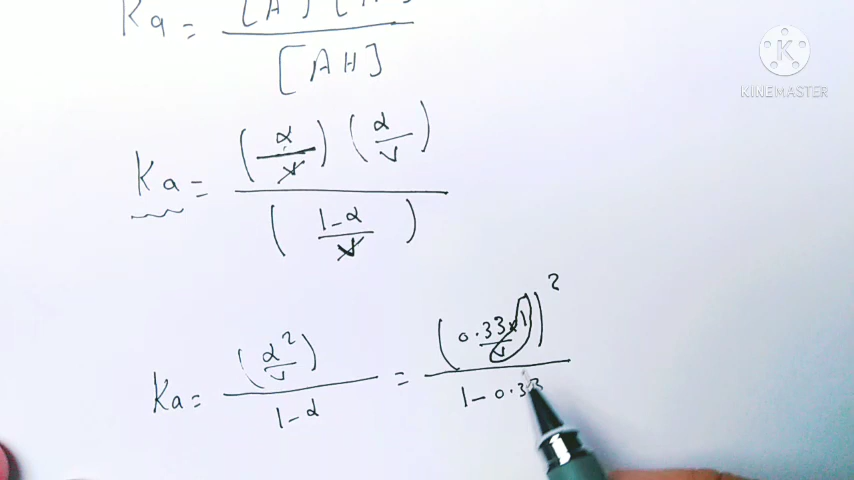 Ka = [A] [H]
[AH]
K
KINEMASTER
Ka = (α/v) (α/v)
(1-α/v)
Ka = (α²/v) = (0.33×1/v)²
1-α 1-0.33